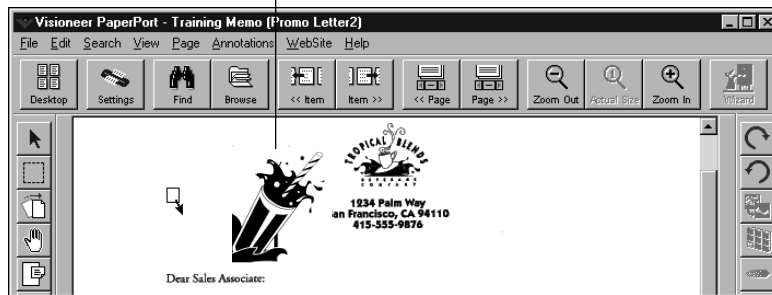 Visioneer PaperPort - Training Memo (Promo Letter2)
File Edit Search View Page Annotations WebSite Help
Desktop Settings Find Browse << Item Item >> << Page Page >> Zoom Out Actual Size Zoom In Wizard
TROPICAL BLENDS
BEVERAGE
COMPANY
1234 Palm Way
an Francisco, CA 94110
415-555-9876
Dear Sales Associate: